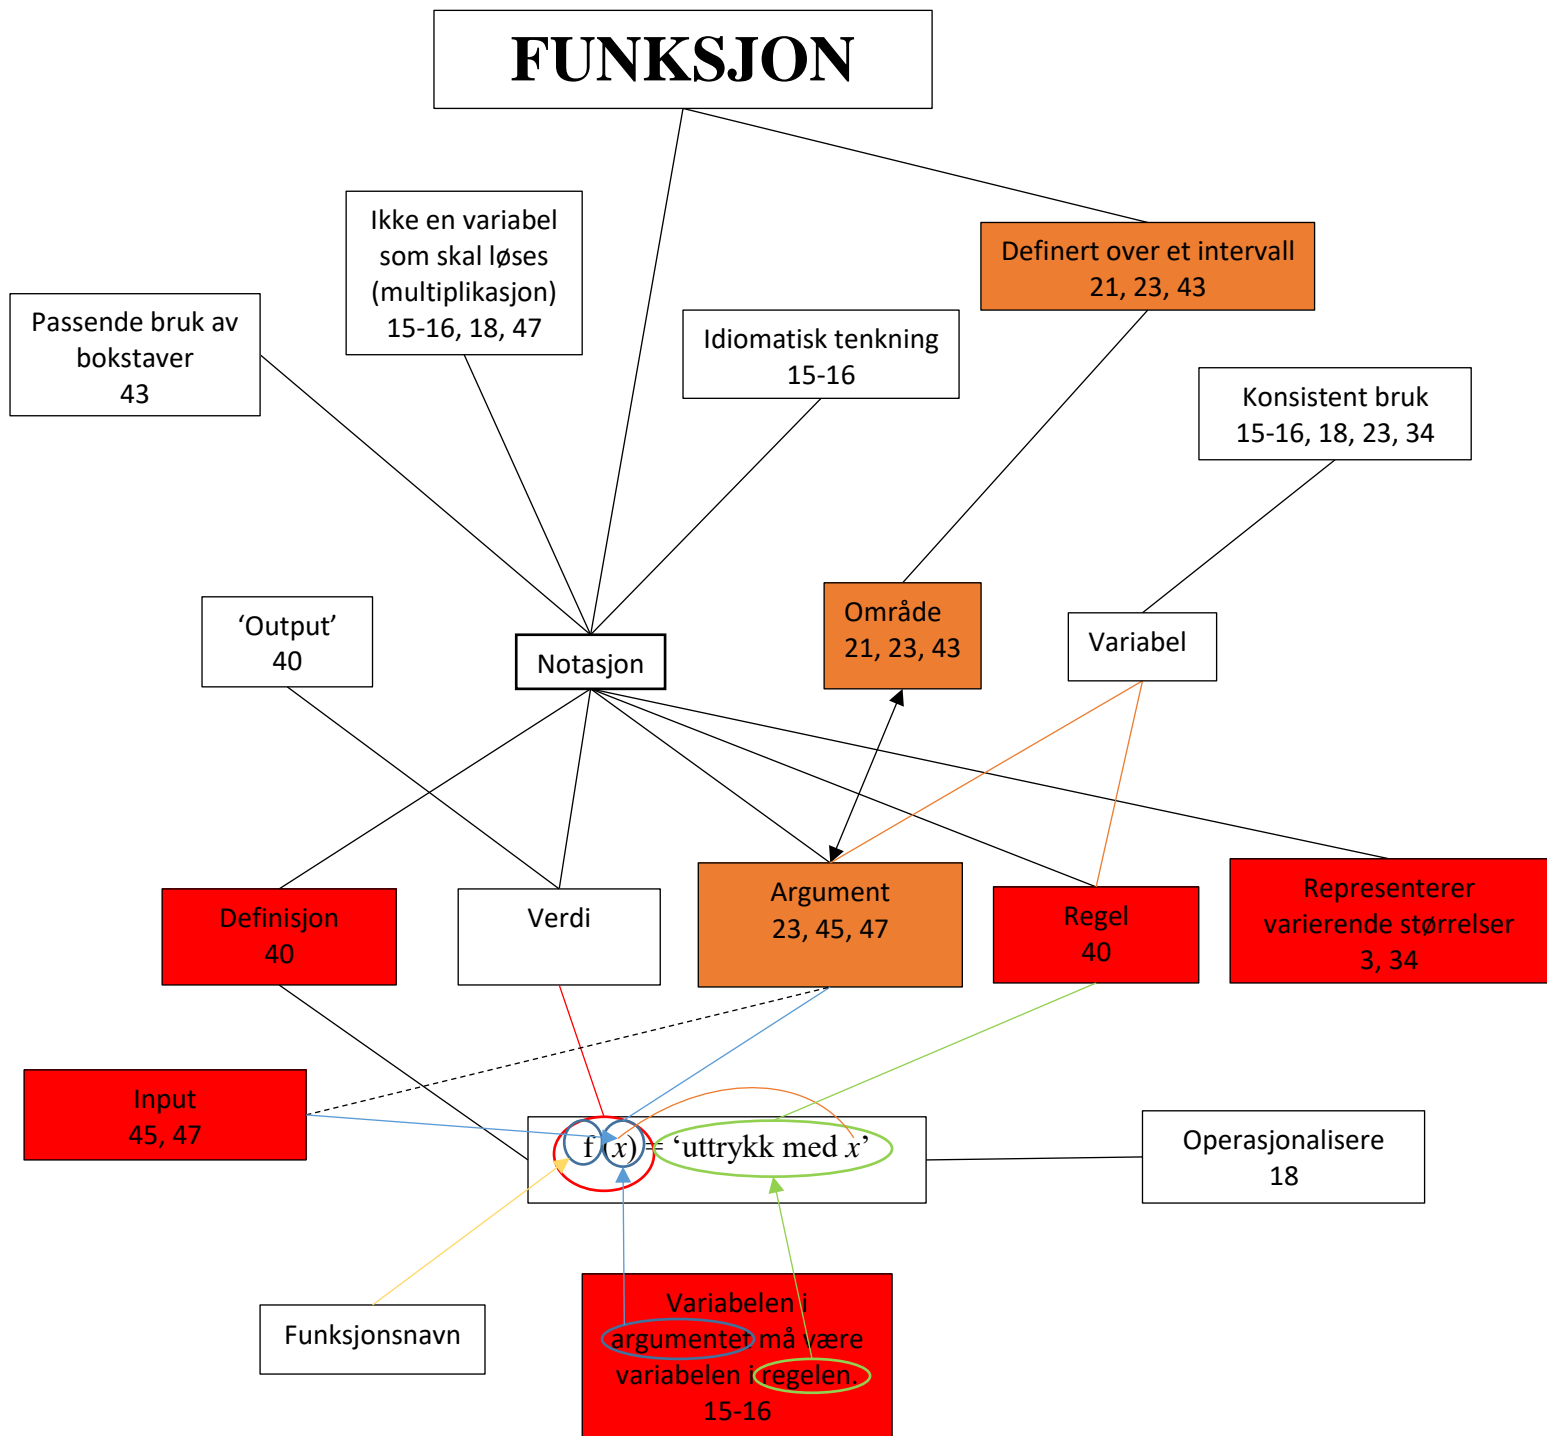 FUNKSJON
Ikke en variabel
som skal løses
(multiplikasjon)
15-16, 18, 47
Definert over et intervall
21, 23, 43
Passende bruk av
bokstaver
43
Idiomatisk tenkning
15-16
Konsistent bruk
15-16, 18, 23, 34
‘Output’
40
Notasjon
Område
21, 23, 43
Variabel
Definisjon
40
Verdi
Argument
23, 45, 47
Regel
40
Representerer
varierende størrelser
3, 34
Input
45, 47
f (x) = ‘uttrykk med x’
Operasjonalisere
18
Funksjonsnavn
Variabelen i
argumentet må være
variabelen i regelen.
15-16